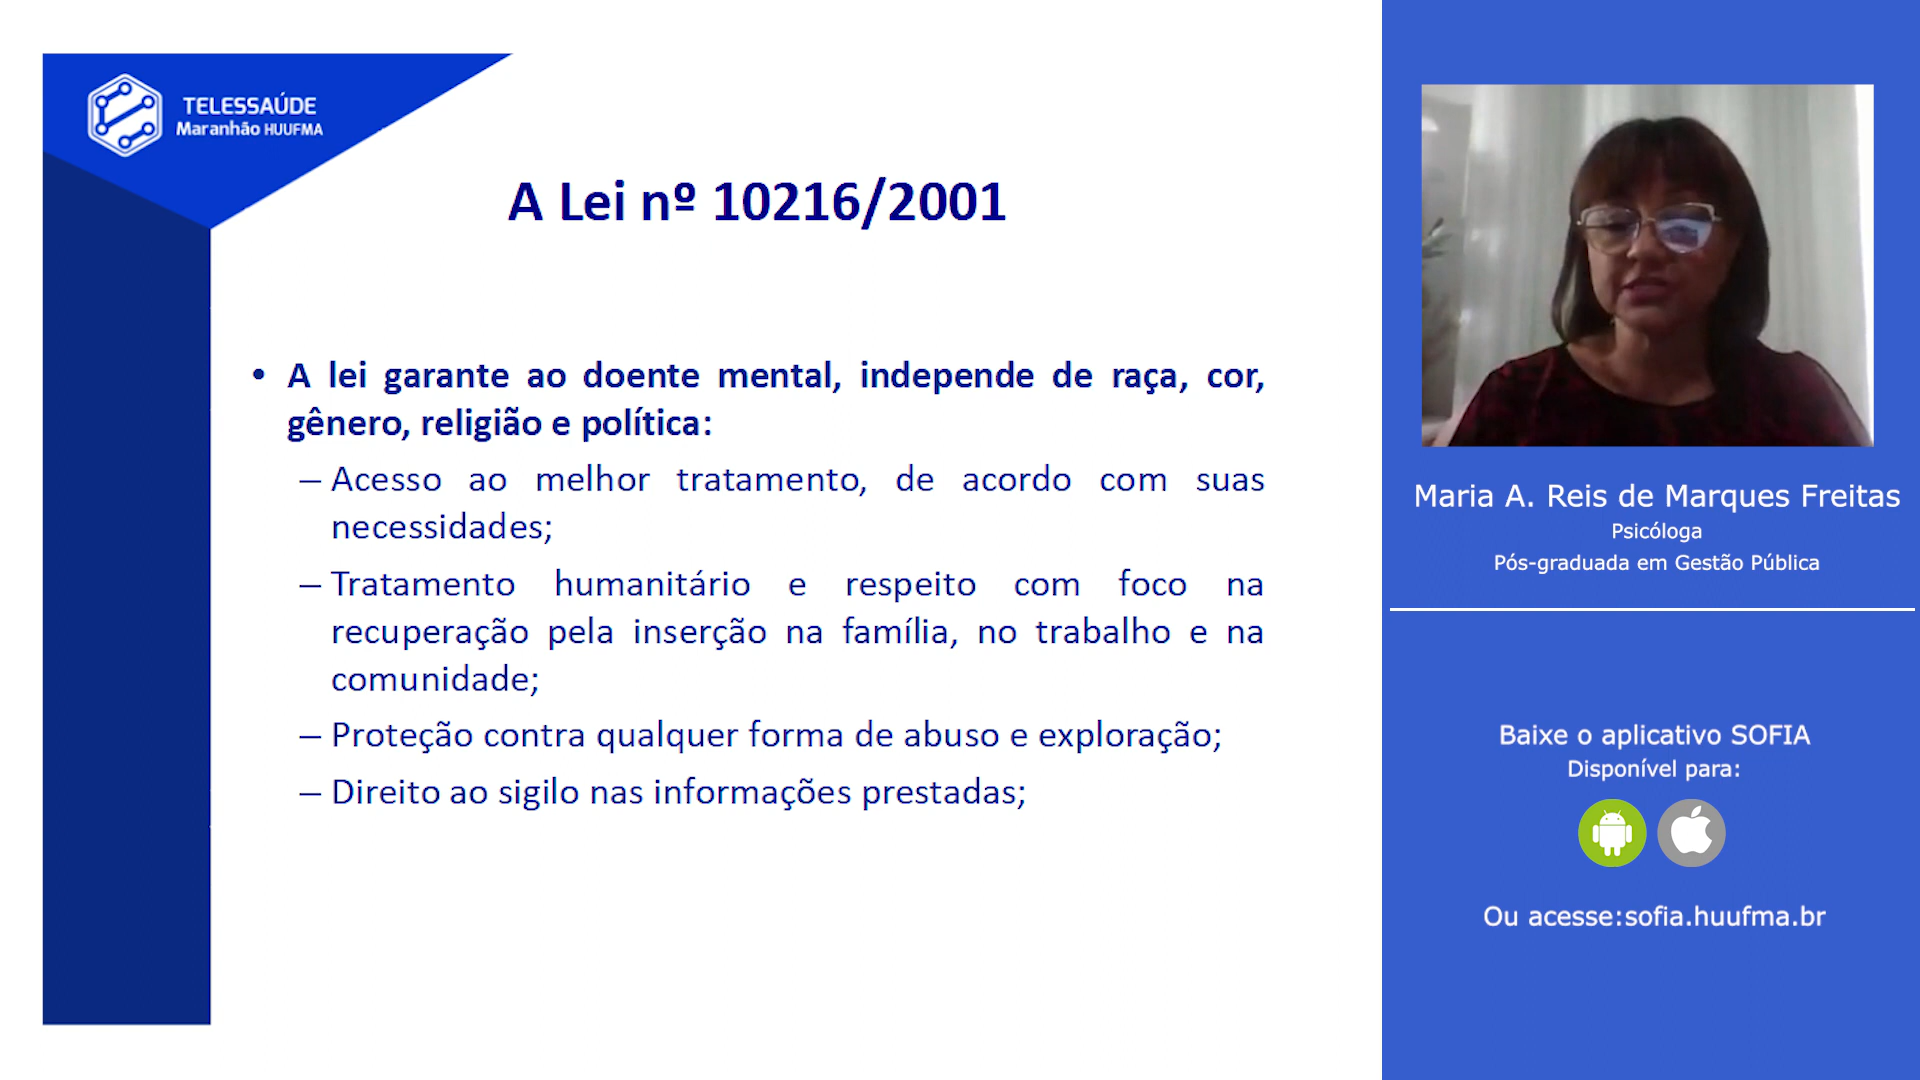 TELESSAÚDE
Maranhão HUUFMA
A Lei nº 10216/2001
• A lei garante ao doente mental, independe de raça, cor,
gênero, religião e política:
– Acesso ao melhor tratamento, de acordo com suas
necessidades;
– Tratamento humanitário e respeito com foco na
recuperação pela inserção na família, no trabalho e na
comunidade;
– Proteção contra qualquer forma de abuso e exploração;
– Direito ao sigilo nas informações prestadas;
Maria A. Reis de Marques Freitas
Psicóloga
Pós-graduada em Gestão Pública
Baixe o aplicativo SOFIA
Disponível para:
Ou acesse:sofia.huufma.br